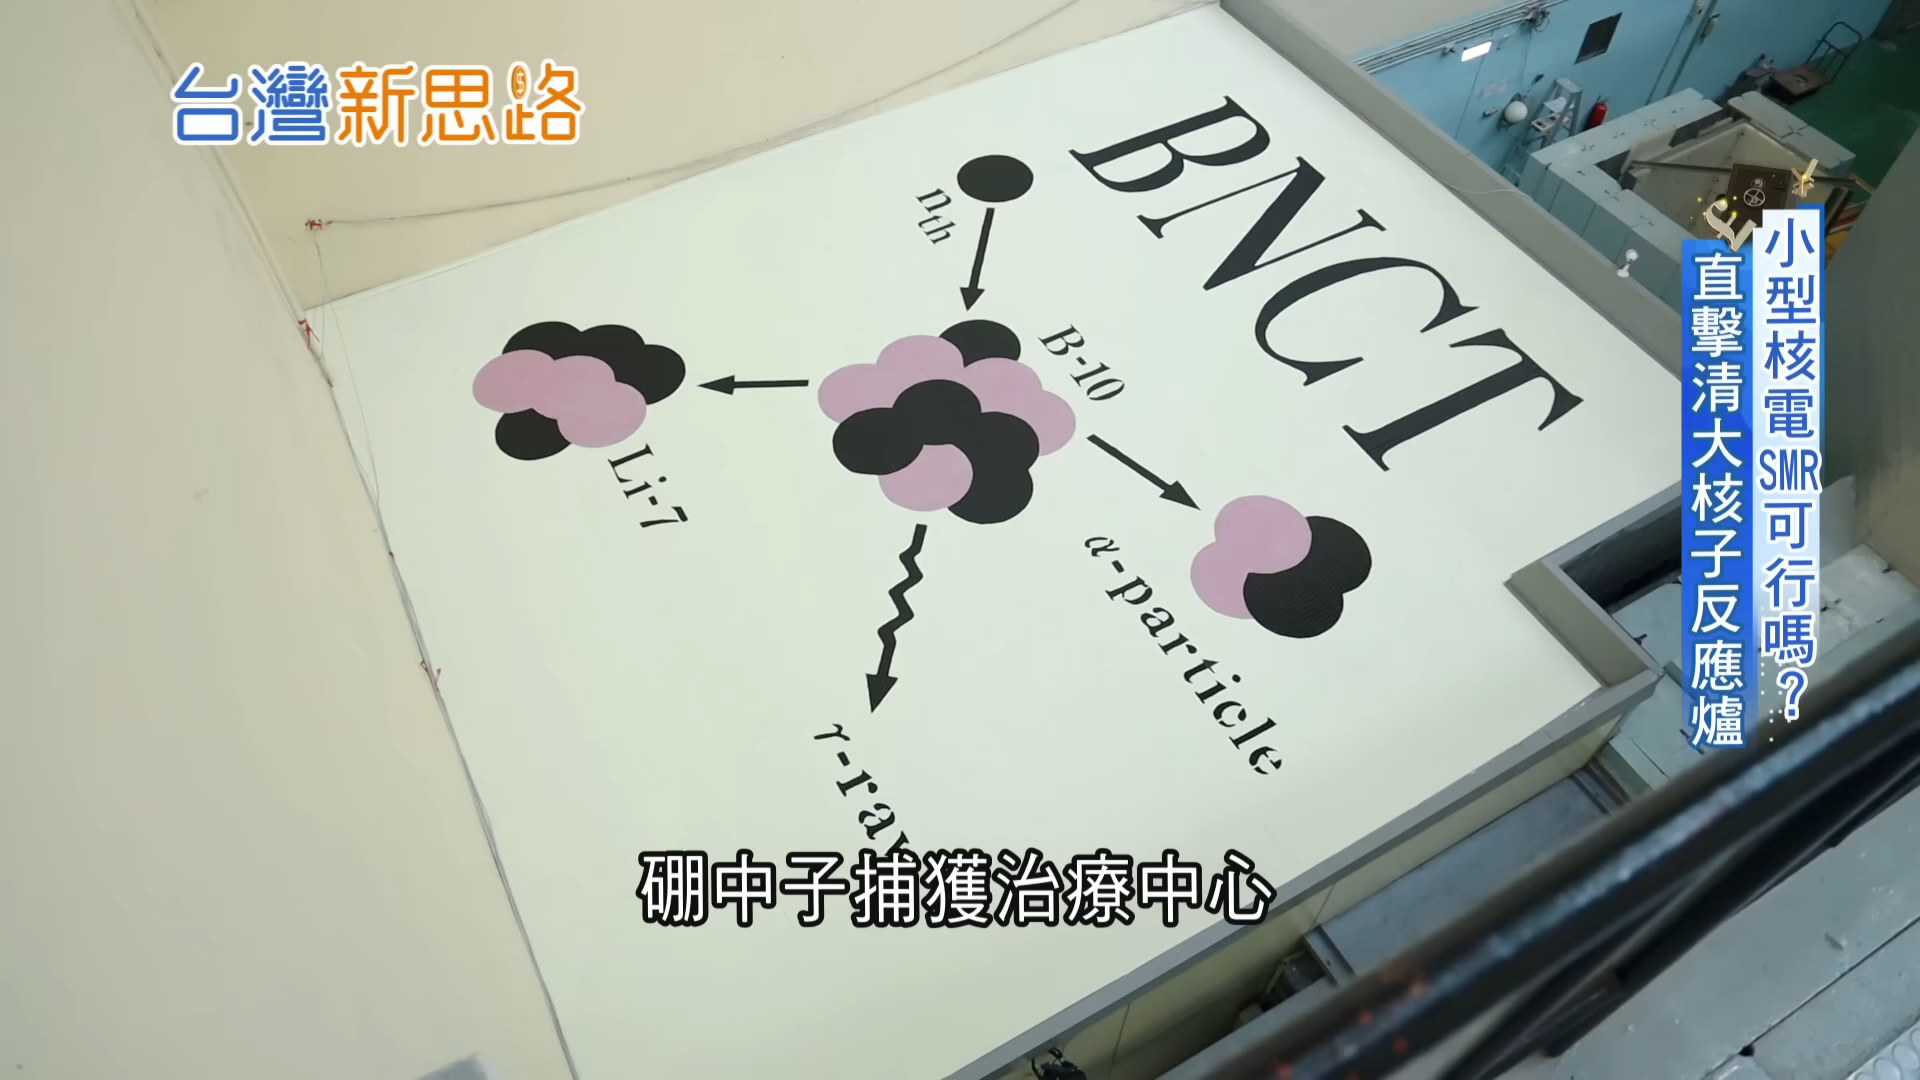 台灣新思路
BNCT
nth
B-10
Li-7
α-particle
γ-ray
小型核電SMR可行嗎？
直擊清大核子反應爐
硼中子捕獲治療中心